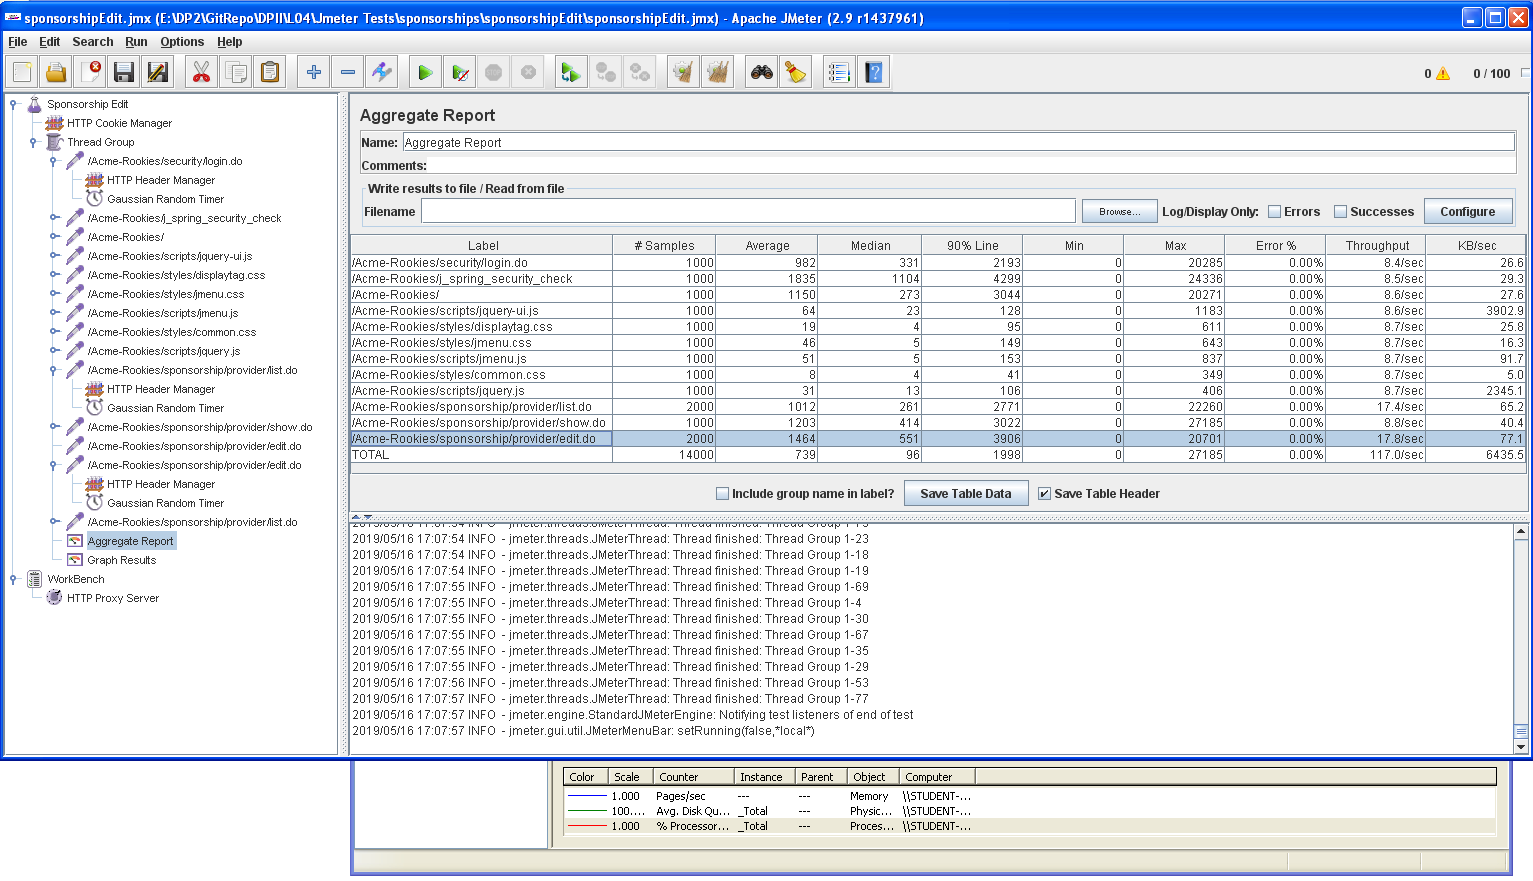 sponsorshipEdit.jmx (E:\DP2\GitRepo\DPII\L04\Jmeter Tests\sponsorships\sponsorshipEdit\sponsorshipEdit.jmx) - Apache JMeter (2.9 r1437961)
File Edit Search Run Options Help
0 0 / 100
Sponsorship Edit
HTTP Cookie Manager
Thread Group
/Acme-Rookies/security/login.do
HTTP Header Manager
Gaussian Random Timer
/Acme-Rookies/j_spring_security_check
/Acme-Rookies/
/Acme-Rookies/scripts/jquery-ui.js
/Acme-Rookies/styles/displaytag.css
/Acme-Rookies/styles/jmenu.css
/Acme-Rookies/scripts/jmenu.js
/Acme-Rookies/styles/common.css
/Acme-Rookies/scripts/jquery.js
/Acme-Rookies/sponsorship/provider/list.do
HTTP Header Manager
Gaussian Random Timer
/Acme-Rookies/sponsorship/provider/show.do
/Acme-Rookies/sponsorship/provider/edit.do
/Acme-Rookies/sponsorship/provider/edit.do
HTTP Header Manager
Gaussian Random Timer
/Acme-Rookies/sponsorship/provider/list.do
Aggregate Report
Graph Results
WorkBench
HTTP Proxy Server
Aggregate Report
Name: Aggregate Report
Comments:
Write results to file / Read from file
Filename Browse... Log/Display Only: Errors Successes Configure
Label # Samples Average Median 90% Line Min Max Error % Throughput KB/sec
/Acme-Rookies/security/login.do 1000 982 331 2193 0 20285 0.00% 8.4/sec 26.6
/Acme-Rookies/j_spring_security_check 1000 1835 1104 4299 0 24336 0.00% 8.5/sec 29.3
/Acme-Rookies/ 1000 1150 273 3044 0 20271 0.00% 8.6/sec 27.6
/Acme-Rookies/scripts/jquery-ui.js 1000 64 23 128 0 1183 0.00% 8.6/sec 3902.9
/Acme-Rookies/styles/displaytag.css 1000 19 4 95 0 611 0.00% 8.7/sec 25.8
/Acme-Rookies/styles/jmenu.css 1000 46 5 149 0 643 0.00% 8.7/sec 16.3
/Acme-Rookies/scripts/jmenu.js 1000 51 5 153 0 837 0.00% 8.7/sec 91.7
/Acme-Rookies/styles/common.css 1000 8 4 41 0 349 0.00% 8.7/sec 5.0
/Acme-Rookies/scripts/jquery.js 1000 31 13 106 0 406 0.00% 8.7/sec 2345.1
/Acme-Rookies/sponsorship/provider/list.do 2000 1012 261 2771 0 22260 0.00% 17.4/sec 65.2
/Acme-Rookies/sponsorship/provider/show.do 1000 1203 414 3022 0 27185 0.00% 8.8/sec 40.4
/Acme-Rookies/sponsorship/provider/edit.do 2000 1464 551 3906 0 20701 0.00% 17.8/sec 77.1
TOTAL 14000 739 96 1998 0 27185 0.00% 117.0/sec 6435.5
Include group name in label? Save Table Data Save Table Header
2019/05/16 17:07:54 INFO - jmeter.threads.JMeterThread: Thread finished: Thread Group 1-23
2019/05/16 17:07:54 INFO - jmeter.threads.JMeterThread: Thread finished: Thread Group 1-18
2019/05/16 17:07:54 INFO - jmeter.threads.JMeterThread: Thread finished: Thread Group 1-19
2019/05/16 17:07:55 INFO - jmeter.threads.JMeterThread: Thread finished: Thread Group 1-69
2019/05/16 17:07:55 INFO - jmeter.threads.JMeterThread: Thread finished: Thread Group 1-4
2019/05/16 17:07:55 INFO - jmeter.threads.JMeterThread: Thread finished: Thread Group 1-30
2019/05/16 17:07:55 INFO - jmeter.threads.JMeterThread: Thread finished: Thread Group 1-67
2019/05/16 17:07:55 INFO - jmeter.threads.JMeterThread: Thread finished: Thread Group 1-35
2019/05/16 17:07:55 INFO - jmeter.threads.JMeterThread: Thread finished: Thread Group 1-29
2019/05/16 17:07:56 INFO - jmeter.threads.JMeterThread: Thread finished: Thread Group 1-53
2019/05/16 17:07:57 INFO - jmeter.threads.JMeterThread: Thread finished: Thread Group 1-77
2019/05/16 17:07:57 INFO - jmeter.engine.StandardJMeterEngine: Notifying test listeners of end of test
2019/05/16 17:07:57 INFO - jmeter.gui.util.JMeterMenuBar: setRunning(false,*local*)
Color Scale Counter Instance Parent Object Computer
1.000 Pages/sec --- --- Memory \\STUDENT-...
100.... Avg. Disk Qu... _Total --- Physic... \\STUDENT-...
1.000 % Processor... _Total --- Proces... \\STUDENT-...